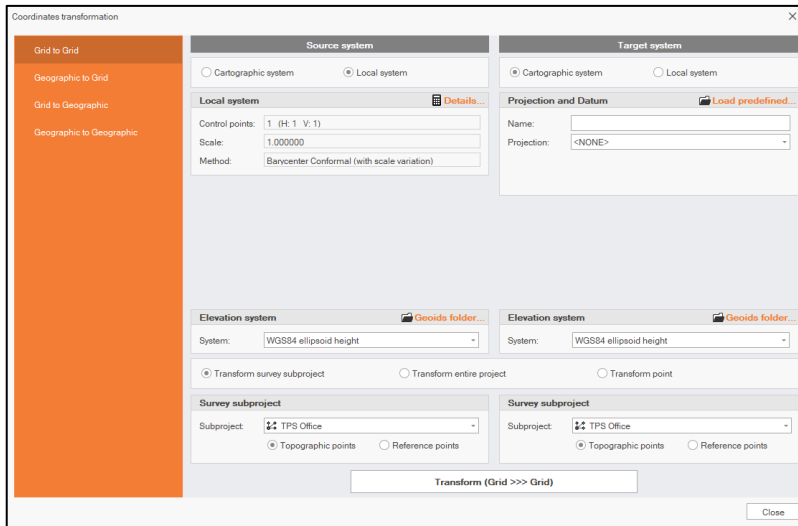 Coordinates transformation
Grid to Grid
Geographic to Grid
Grid to Geographic
Geographic to Geographic
Source system
Cartographic system Local system
Local system Details...
Control points: 1 (H: 1 V: 1)
Scale: 1.000000
Method: Barycenter Conformal (with scale variation)
Target system
Cartographic system Local system
Projection and Datum Load predefined...
Name:
Projection: <NONE>
Elevation system Geoids folder...
System: WGS84 ellipsoid height
Elevation system Geoids folder...
System: WGS84 ellipsoid height
Transform survey subproject Transform entire project Transform point
Survey subproject
Subproject: TPS Office
Topographic points Reference points
Survey subproject
Subproject: TPS Office
Topographic points Reference points
Transform (Grid >>> Grid)
Close